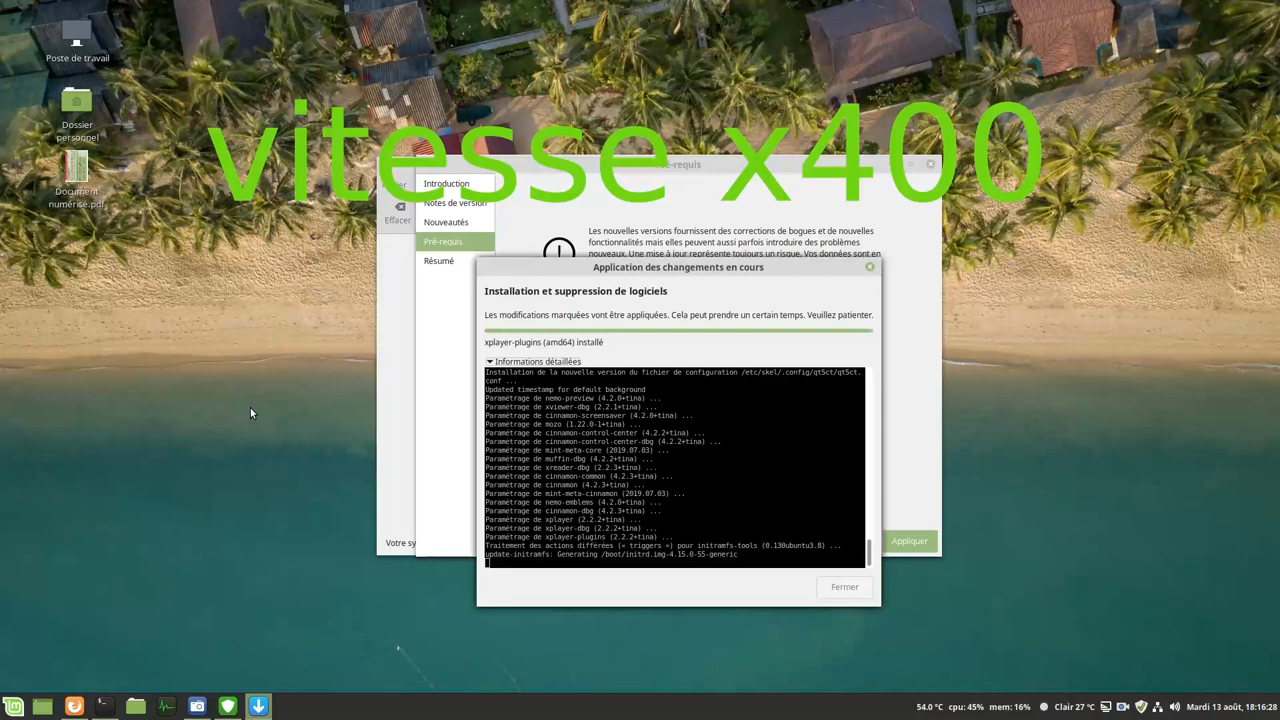 Poste de travail
Dossier
personnel
Document
numérisé.pdf
vitesse x400
Effacer
Introduction
Notes de version
Nouveautés
Pré-requis
Résumé
Les nouvelles versions fournissent des corrections de bogues et de nouvelles
fonctionnalités mais elles peuvent aussi parfois introduire des problèmes
nouveaux. Une mise à jour représente toujours un risque. Vos données sont en
Application des changements en cours
Installation et suppression de logiciels
Les modifications marquées vont être appliquées. Cela peut prendre un certain temps. Veuillez patienter.
xplayer-plugins (amd64) installé
Informations détaillées
Installation de la nouvelle version du fichier de configuration /etc/skel/.config/qt5ct/qt5ct.
conf ...
Updated timestamp for default background
Paramétrage de nemo-preview (4.2.0+tina) ...
Paramétrage de xviewer-dbg (2.2.1+tina) ...
Paramétrage de cinnamon-screensaver (4.2.0+tina) ...
Paramétrage de mozo (1.22.0-1+tina) ...
Paramétrage de cinnamon-control-center (4.2.2+tina) ...
Paramétrage de cinnamon-control-center-dbg (4.2.2+tina) ...
Paramétrage de mint-meta-core (2019.07.03) ...
Paramétrage de muffin-dbg (4.2.2+tina) ...
Paramétrage de xreader-dbg (2.2.3+tina) ...
Paramétrage de cinnamon-common (4.2.3+tina) ...
Paramétrage de cinnamon (4.2.3+tina) ...
Paramétrage de mint-meta-cinnamon (2019.07.03) ...
Paramétrage de nemo-emblems (4.2.0+tina) ...
Paramétrage de cinnamon-dbg (4.2.3+tina) ...
Paramétrage de xplayer (2.2.2+tina) ...
Paramétrage de xplayer-dbg (2.2.2+tina) ...
Paramétrage de xplayer-plugins (2.2.2+tina) ...
Traitement des actions différées (« triggers ») pour initramfs-tools (0.130ubuntu3.8) ...
update-initramfs: Generating /boot/initrd.img-4.15.0-55-generic
Votre sy
Appliquer
Fermer
54.0 °C cpu: 45% mem: 16% Clair 27 °C Mardi 13 août, 18:16:28